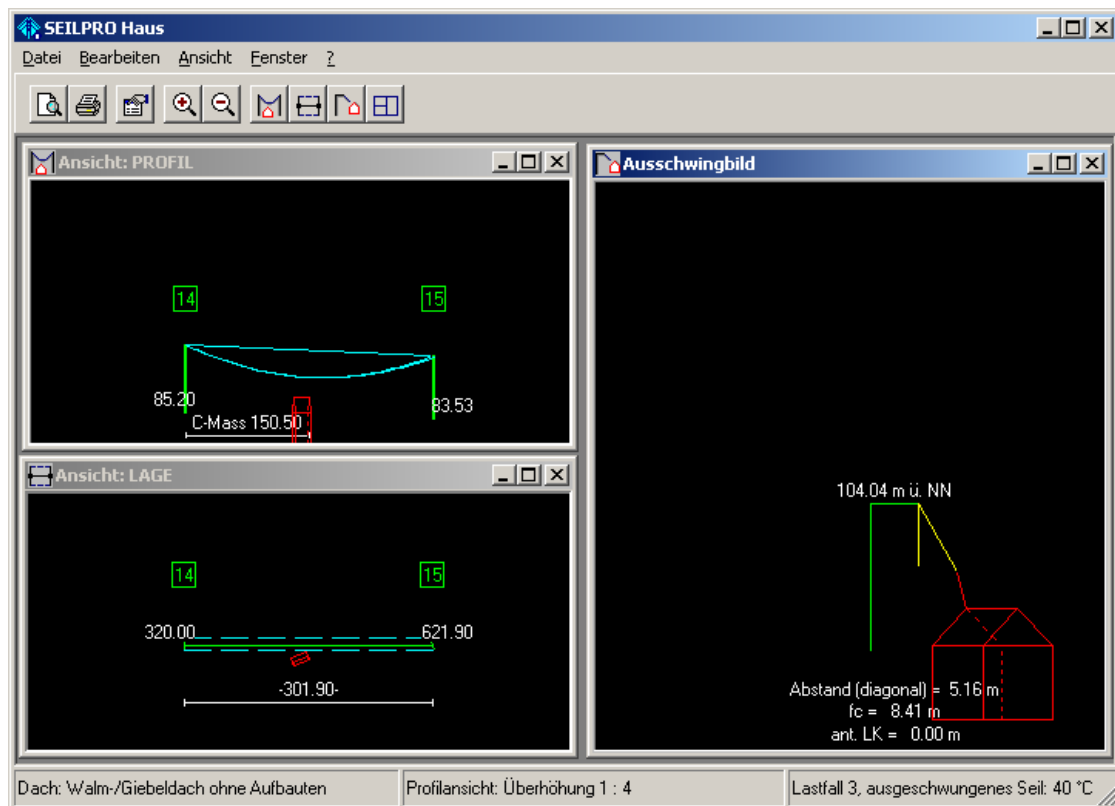 SEILPRO Haus
Datei Bearbeiten Ansicht Fenster ?
Ansicht: PROFIL
14
15
85.20
83.53
C-Mass 150.50
Ansicht: LAGE
14
15
320.00
621.90
-301.90-
Ausschwingbild
104.04 m ü. NN
Abstand (diagonal) = 5.16 m
fc = 8.41 m
ant. LK = 0.00 m
Dach: Walm-/Giebeldach ohne Aufbauten
Profilansicht: Überhöhung 1 : 4
Lastfall 3, ausgeschwungenes Seil: 40 °C